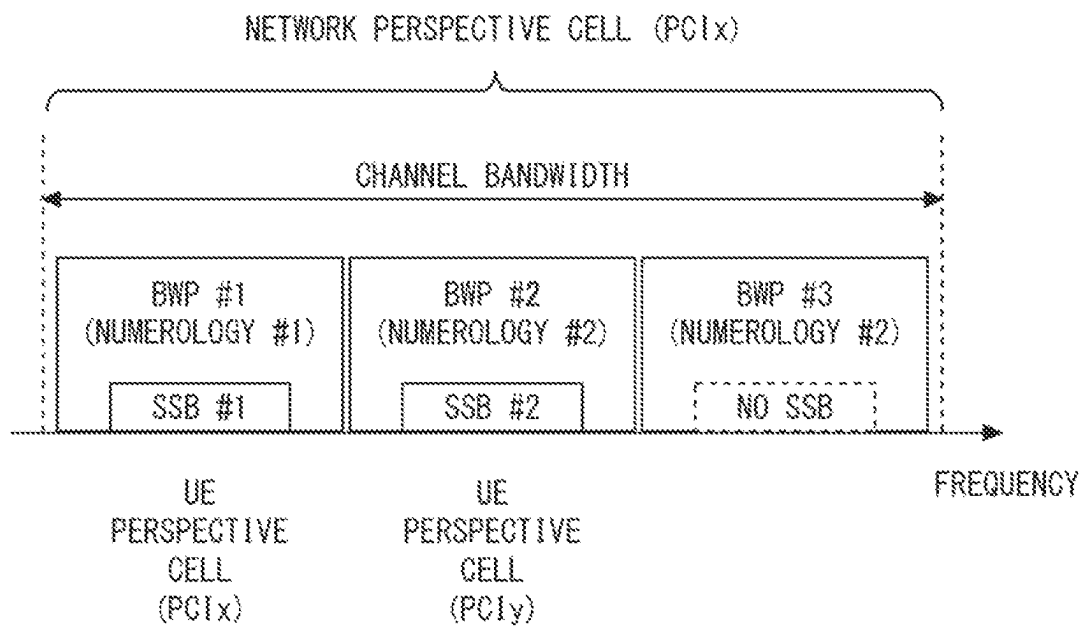 NETWORK PERSPECTIVE CELL (PCIx)
CHANNEL BANDWIDTH
BWP #1
(NUMEROLOGY #1)
SSB #1
BWP #2
(NUMEROLOGY #2)
SSB #2
BWP #3
(NUMEROLOGY #2)
NO SSB
FREQUENCY
UE
PERSPECTIVE
CELL
(PCIx)
UE
PERSPECTIVE
CELL
(PCIy)